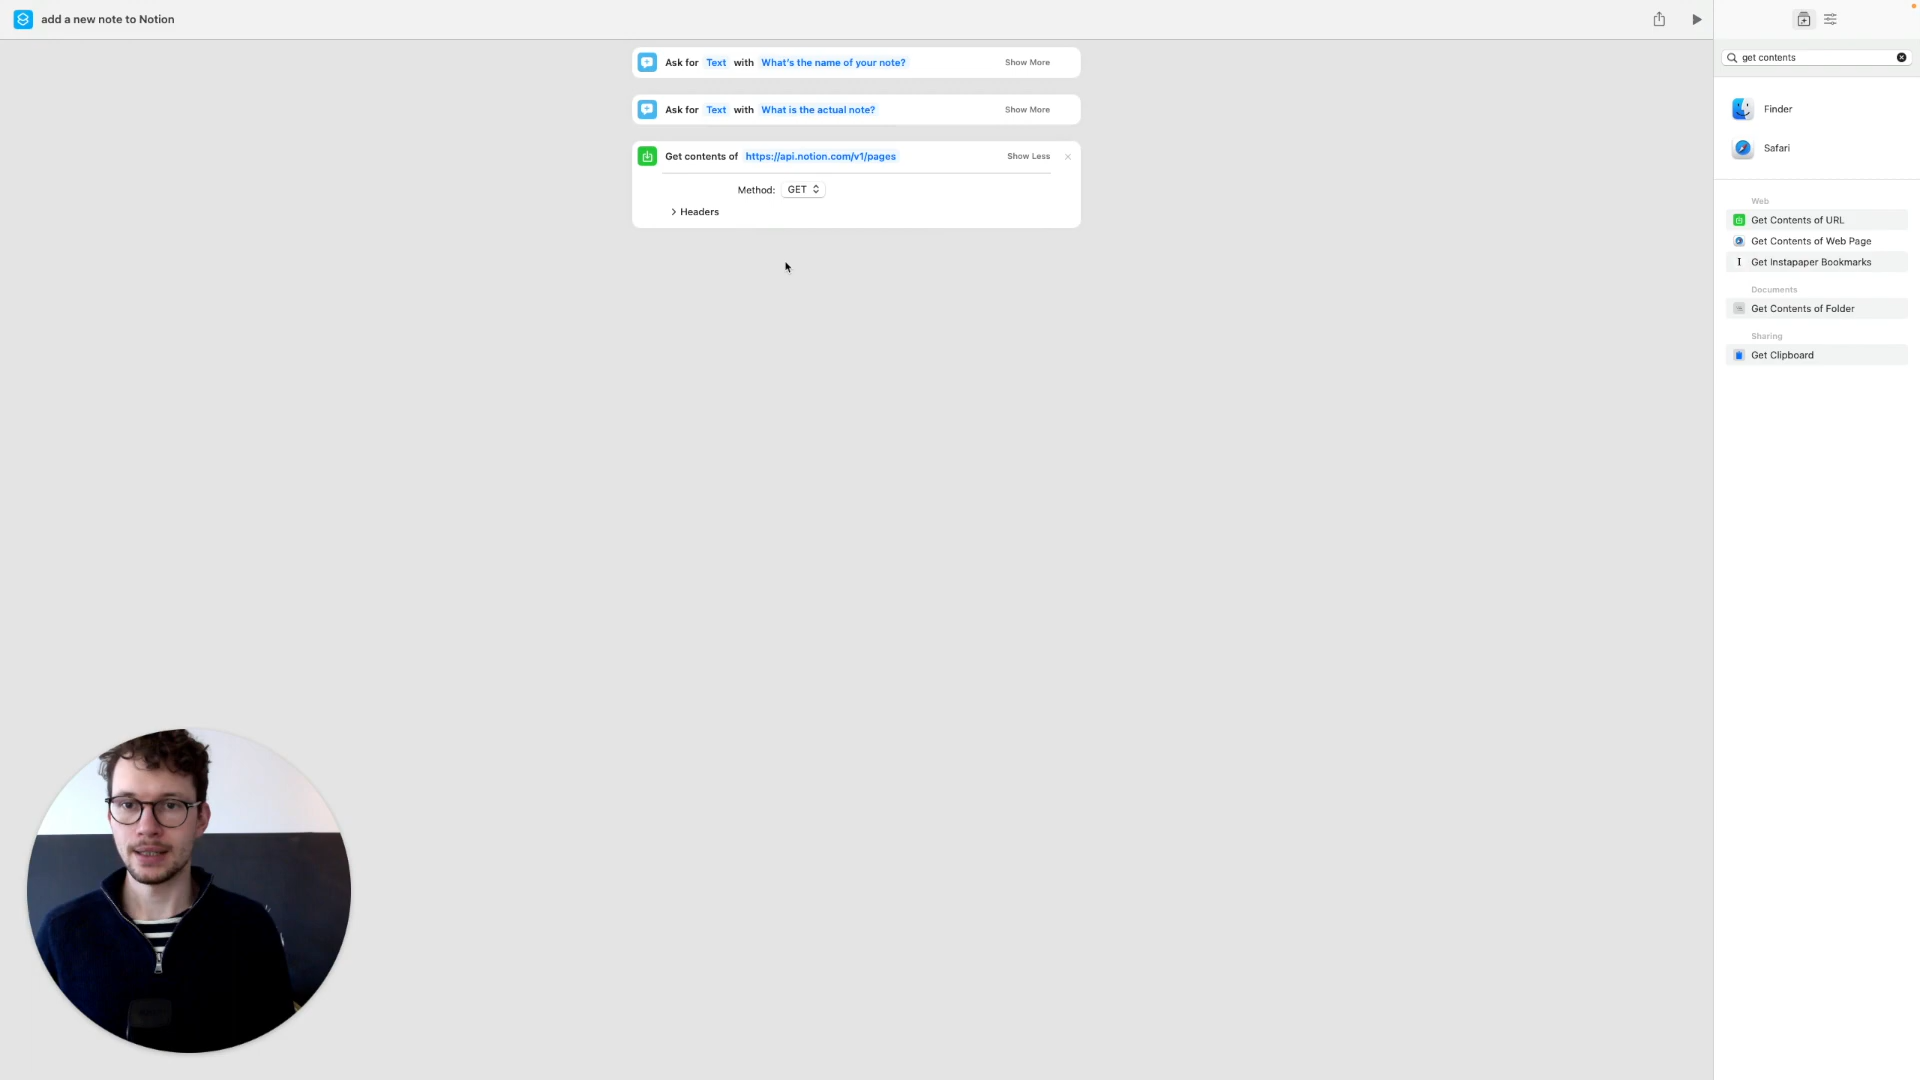 add a new note to Notion
get contents
Ask for Text with What's the name of your note? Show More
Ask for Text with What is the actual note? Show More
Get contents of https://api.notion.com/v1/pages Show Less
Method: GET
Headers
Finder
Safari
Web
Get Contents of URL
Get Contents of Web Page
Get Instapaper Bookmarks
Documents
Get Contents of Folder
Sharing
Get Clipboard